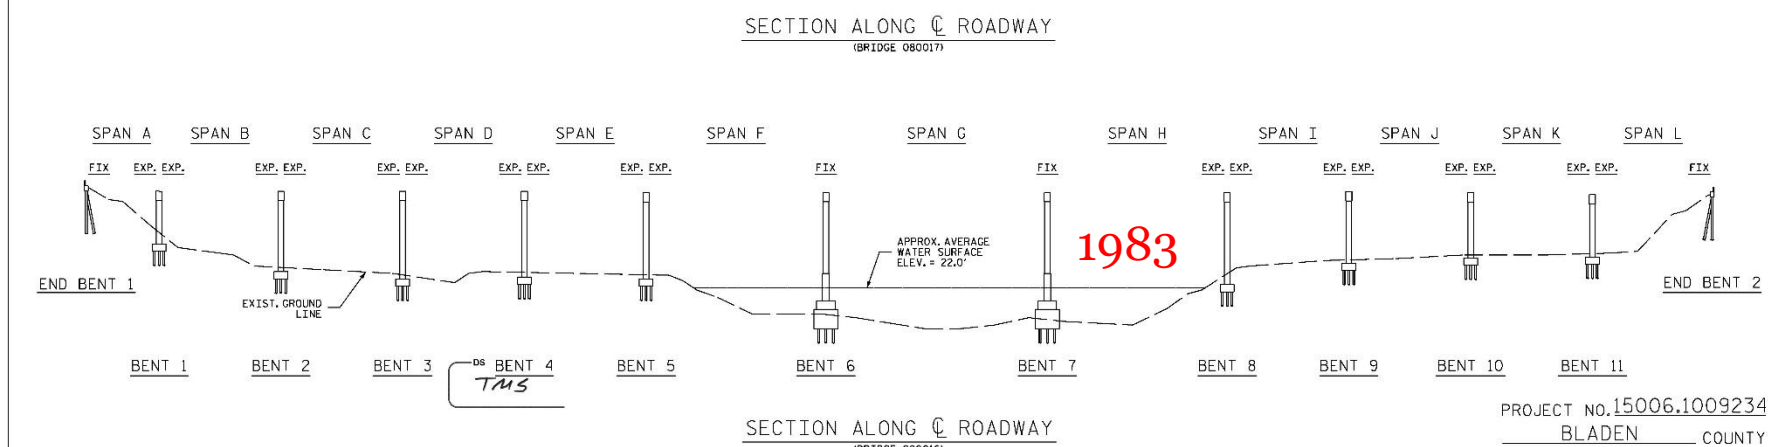 SECTION ALONG ℄ ROADWAY
(BRIDGE 080017)
SPAN A SPAN B SPAN C SPAN D SPAN E SPAN F SPAN G SPAN H SPAN I SPAN J SPAN K SPAN L
FIX EXP. EXP. EXP. EXP. EXP. EXP. EXP. EXP. EXP. EXP. FIX FIX EXP. EXP. EXP. EXP. EXP. EXP. EXP. EXP. FIX
1983
APPROX. AVERAGE
WATER SURFACE
ELEV. = 22.0'
END BENT 1
END BENT 2
EXIST. GROUND
LINE
BENT 1 BENT 2 BENT 3 BENT 4 BENT 5 BENT 6 BENT 7 BENT 8 BENT 9 BENT 10 BENT 11
DS
TMS
PROJECT NO. 15006.1009234
BLADEN COUNTY
SECTION ALONG ℄ ROADWAY